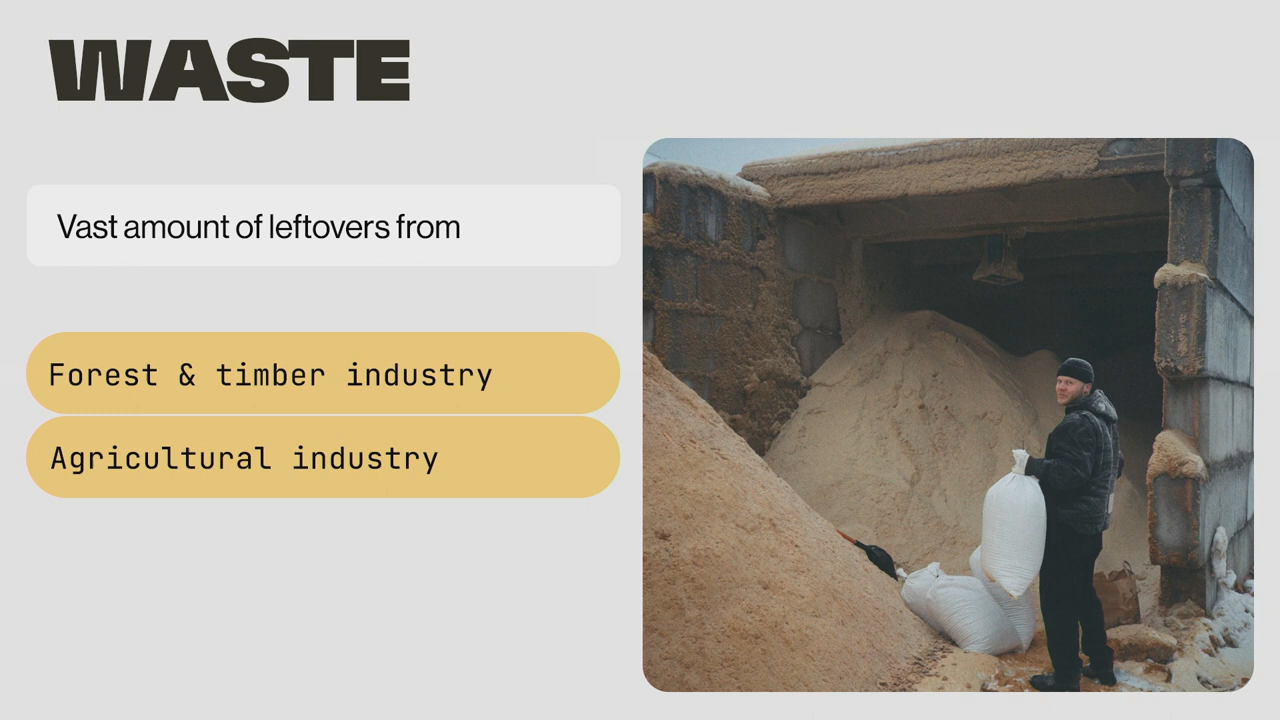 WASTE
Vast amount of leftovers from
Forest & timber industry
Agricultural industry